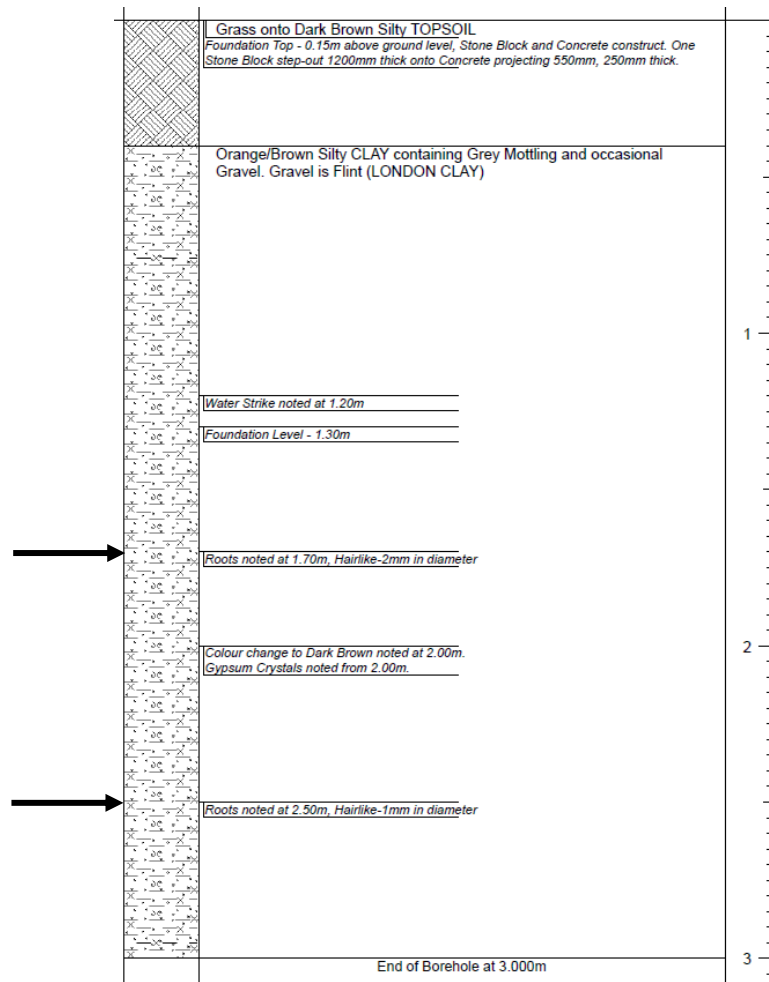 Grass onto Dark Brown Silty TOPSOIL
Foundation Top - 0.15m above ground level, Stone Block and Concrete construct. One
Stone Block step-out 1200mm thick onto Concrete projecting 550mm, 250mm thick.
Orange/Brown Silty CLAY containing Grey Mottling and occasional
Gravel. Gravel is Flint (LONDON CLAY)
1
Water Strike noted at 1.20m
Foundation Level - 1.30m
Roots noted at 1.70m, Hairlike-2mm in diameter
2
Colour change to Dark Brown noted at 2.00m.
Gypsum Crystals noted from 2.00m.
Roots noted at 2.50m, Hairlike-1mm in diameter
3
End of Borehole at 3.000m